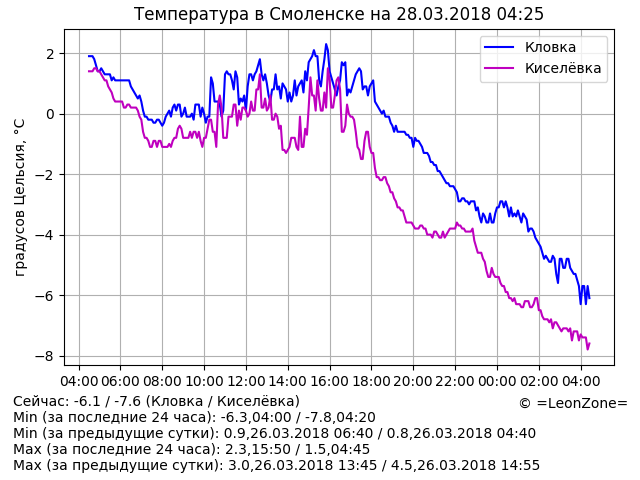 Температура в Смоленске на 28.03.2018 04:25
Кловка
Киселёвка
градусов Цельсия, °C
2
0
−2
−4
−6
−8
04:00 06:00 08:00 10:00 12:00 14:00 16:00 18:00 20:00 22:00 00:00 02:00 04:00
Сейчас: -6.1 / -7.6 (Кловка / Киселёвка)
© =LeonZone=
Min (за последние 24 часа): -6.3,04:00 / -7.8,04:20
Min (за предыдущие сутки): 0.9,26.03.2018 06:40 / 0.8,26.03.2018 04:40
Max (за последние 24 часа): 2.3,15:50 / 1.5,04:45
Max (за предыдущие сутки): 3.0,26.03.2018 13:45 / 4.5,26.03.2018 14:55